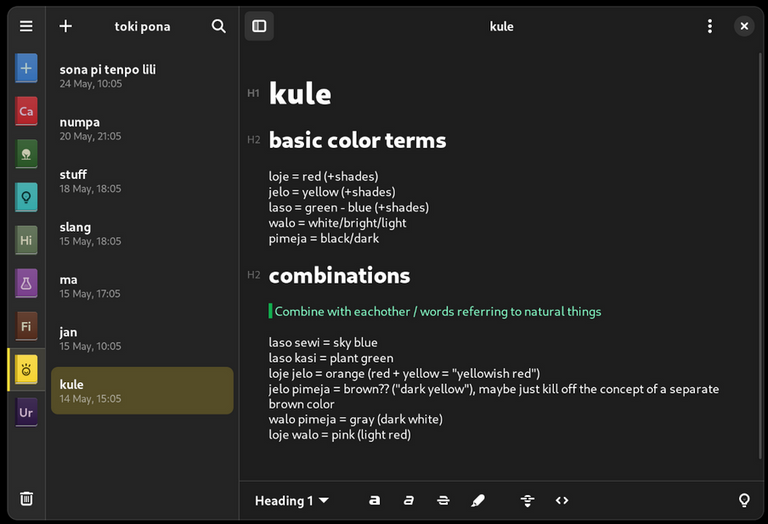 toki pona
kule
Ca
Hi
Fi
Ur
sona pi tenpo lili
24 May, 10:05
numpa
20 May, 21:05
stuff
18 May, 18:05
slang
15 May, 18:05
ma
15 May, 17:05
jan
15 May, 10:05
kule
14 May, 15:05
H1 kule
H2 basic color terms
loje = red (+shades)
jelo = yellow (+shades)
laso = green - blue (+shades)
walo = white/bright/light
pimeja = black/dark
H2 combinations
Combine with eachother / words referring to natural things
laso sewi = sky blue
laso kasi = plant green
loje jelo = orange (red + yellow = "yellowish red")
jelo pimeja = brown?? ("dark yellow"), maybe just kill off the concept of a separate
brown color
walo pimeja = gray (dark white)
loje walo = pink (light red)
Heading 1 a a S